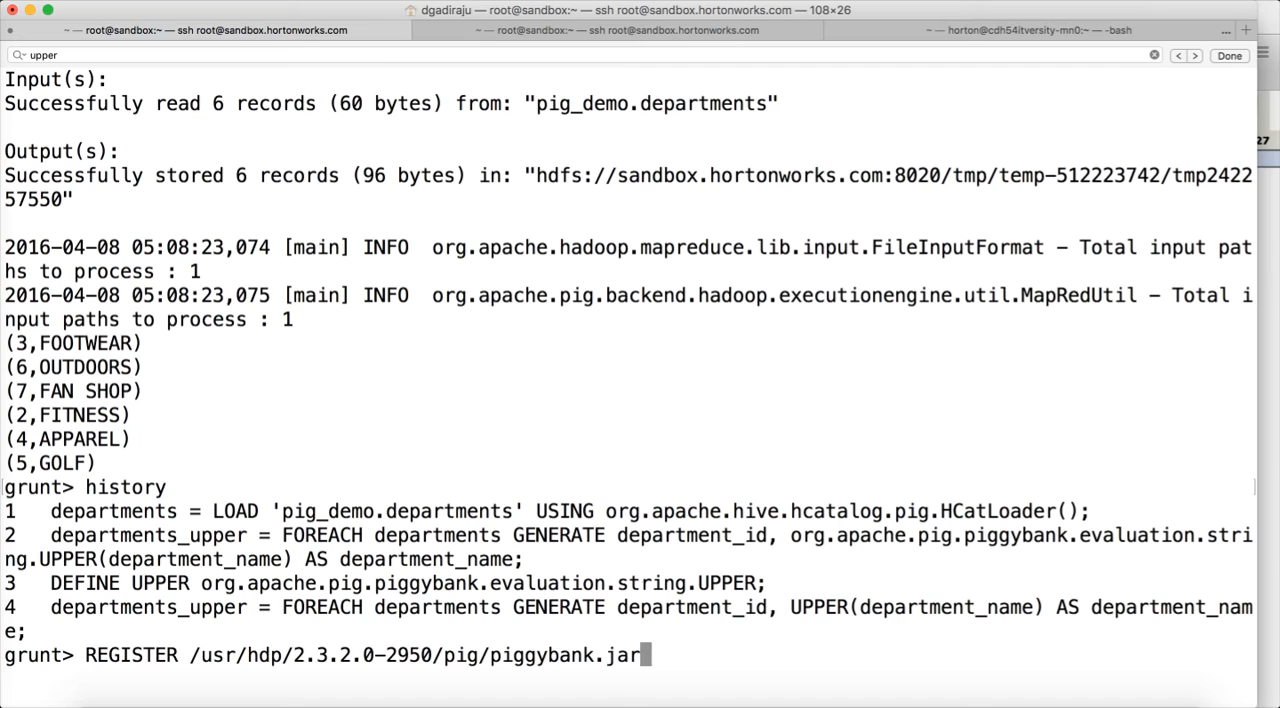 dgadiraju — root@sandbox:~ — ssh root@sandbox.hortonworks.com — 108×26
~ — root@sandbox:~ — ssh root@sandbox.hortonworks.com
~ — root@sandbox:~ — ssh root@sandbox.hortonworks.com
~ — horton@cdh54itversity-mn0:~ — -bash
... +
upper
< > Done
Input(s):
Successfully read 6 records (60 bytes) from: "pig_demo.departments"
Output(s):
Successfully stored 6 records (96 bytes) in: "hdfs://sandbox.hortonworks.com:8020/tmp/temp-512223742/tmp2422
57550"
2016-04-08 05:08:23,074 [main] INFO  org.apache.hadoop.mapreduce.lib.input.FileInputFormat - Total input pat
hs to process : 1
2016-04-08 05:08:23,075 [main] INFO  org.apache.pig.backend.hadoop.executionengine.util.MapRedUtil - Total i
nput paths to process : 1
(3,FOOTWEAR)
(6,OUTDOORS)
(7,FAN SHOP)
(2,FITNESS)
(4,APPAREL)
(5,GOLF)
grunt> history
1   departments = LOAD 'pig_demo.departments' USING org.apache.hive.hcatalog.pig.HCatLoader();
2   departments_upper = FOREACH departments GENERATE department_id, org.apache.pig.piggybank.evaluation.stri
ng.UPPER(department_name) AS department_name;
3   DEFINE UPPER org.apache.pig.piggybank.evaluation.string.UPPER;
4   departments_upper = FOREACH departments GENERATE department_id, UPPER(department_name) AS department_nam
e;
grunt> REGISTER /usr/hdp/2.3.2.0-2950/pig/piggybank.jar
27